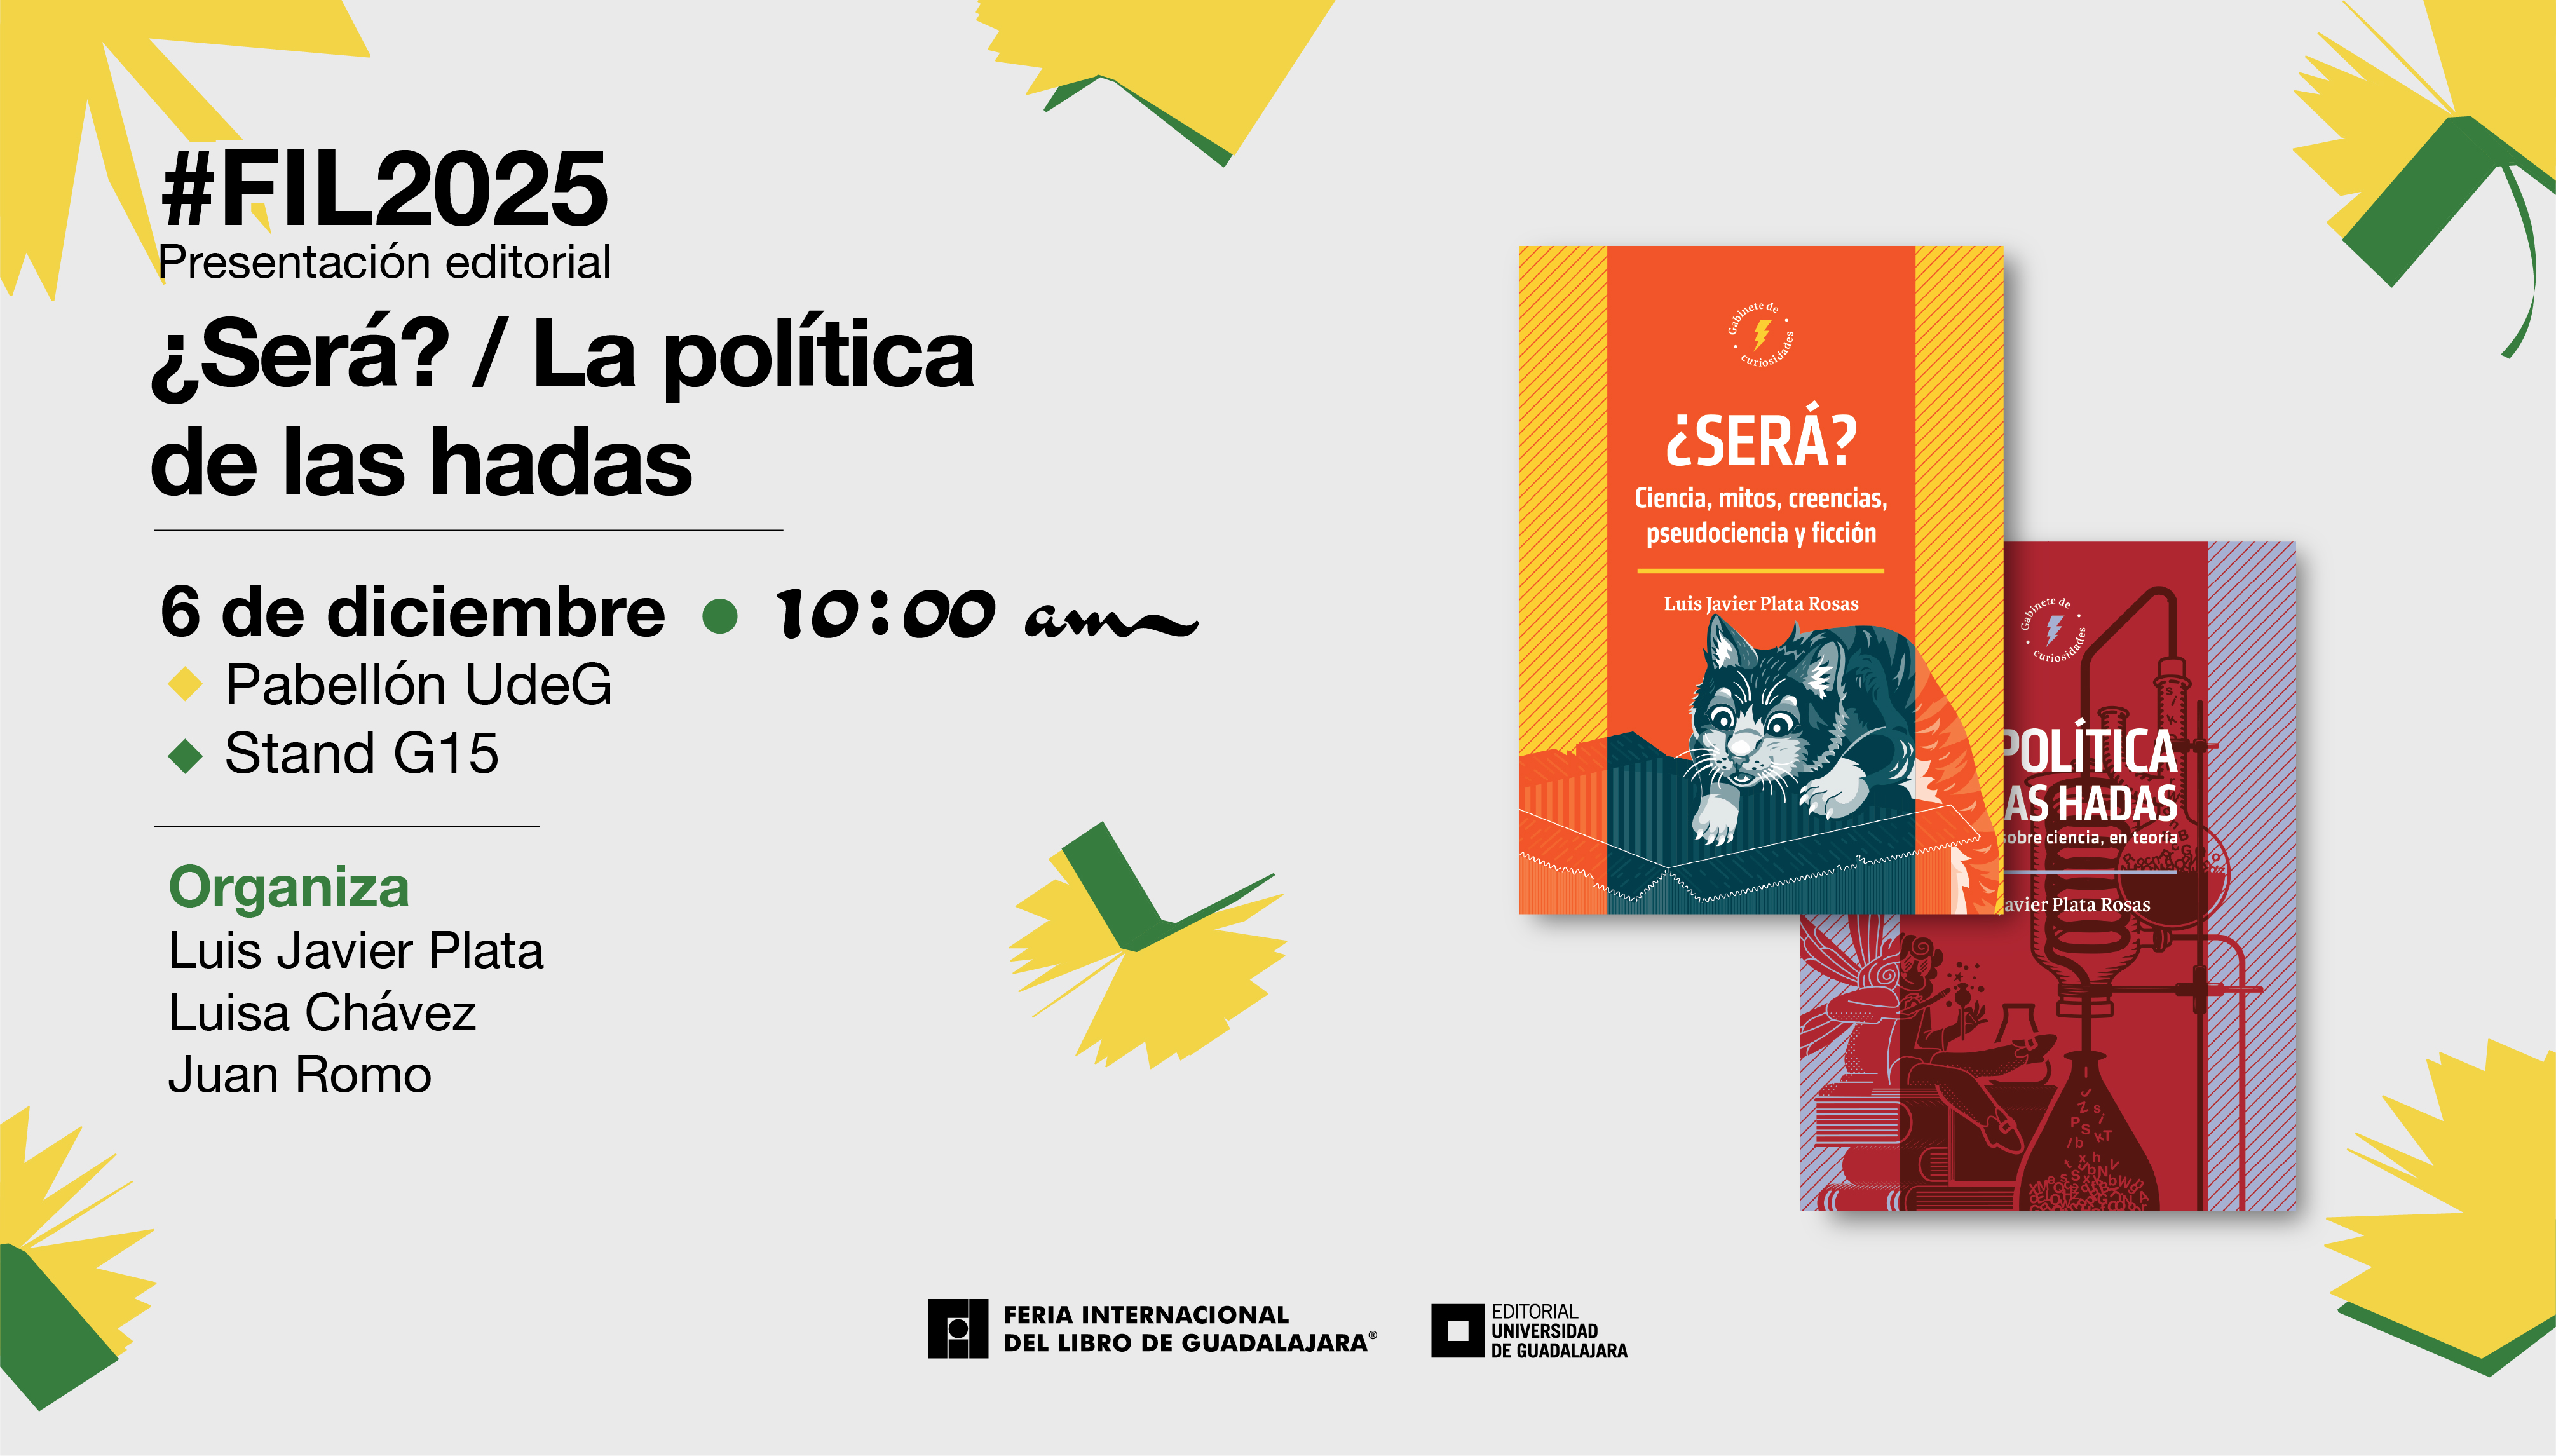 #FIL2025
Presentación editorial
¿Será? / La política
de las hadas
6 de diciembre
10:00 am
Pabellón UdeG
Stand G15
Organiza
Luis Javier Plata
Luisa Chávez
Juan Romo
Gabinete de
curiosidades
¿SERÁ?
Ciencia, mitos, creencias,
pseudociencia y ficción
Luis Javier Plata Rosas
Gabinete de
curiosidades
POLÍTICA
AS HADAS
sobre ciencia, en teoría
avier Plata Rosas
FERIA INTERNACIONAL
DEL LIBRO DE GUADALAJARA®
EDITORIAL
UNIVERSIDAD
DE GUADALAJARA